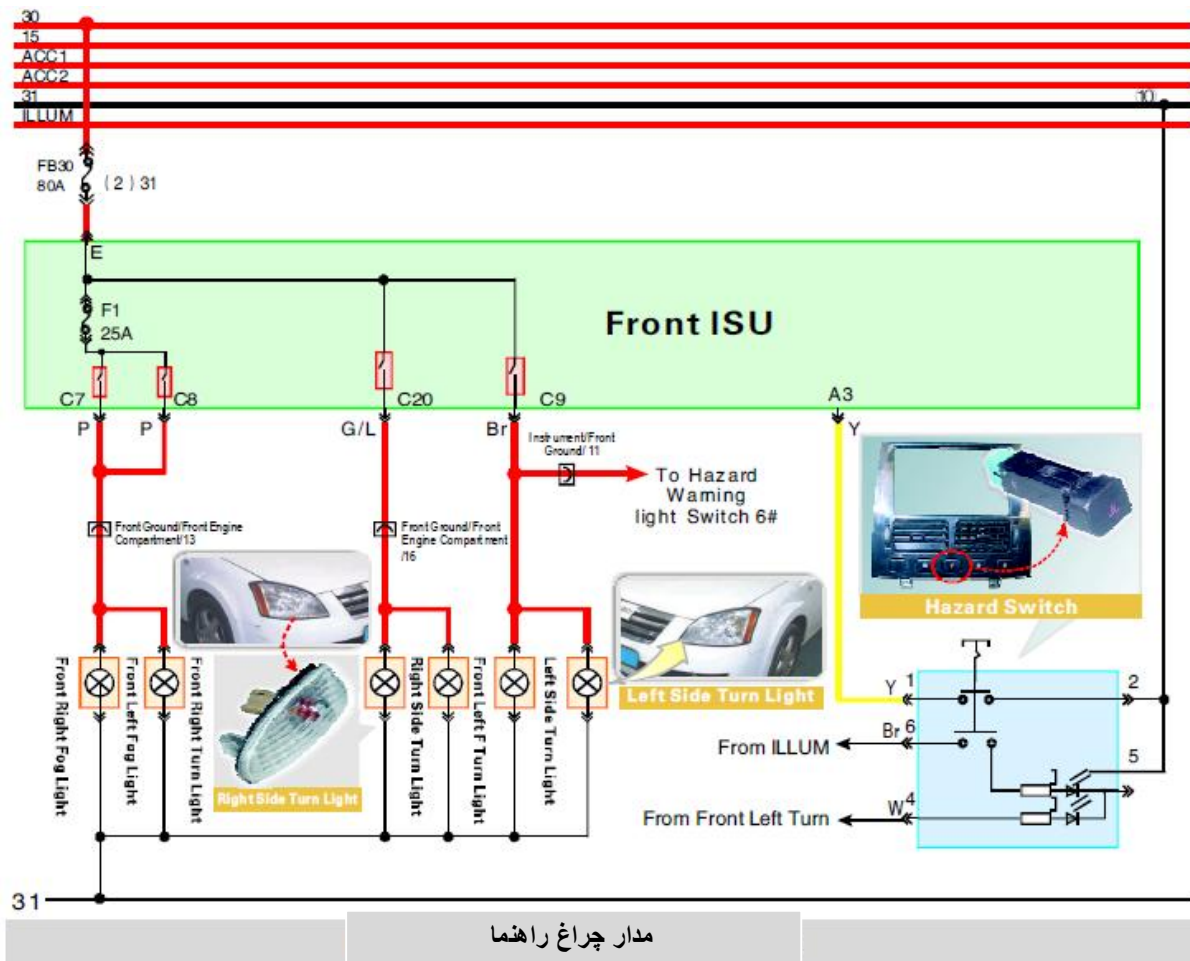 30
15
ACC1
ACC2
31
10
ILLUM
FB30
80A
( 2 ) 31
E
F1
25A
Front ISU
C7
C8
C20
C9
A3
P
P
G/L
Br
Y
Instrument/Front
Ground/ 11
To Hazard
Warning
light Switch 6#
Front Ground/Front Engine
Compartment/13
Front Ground/Front
Engine Compartment
/16
Hazard Switch
Front Right Fog Light
Front Left Fog Light
Front Right Turn Light
Right Side Turn Light
Right Side Turn Light
Front Left F Turn Light
Left Side Turn Light
Left Side Turn Light
Y
1
2
Br
6
From ILLUM
5
W
4
From Front Left Turn
31
مدار چراغ راهنما